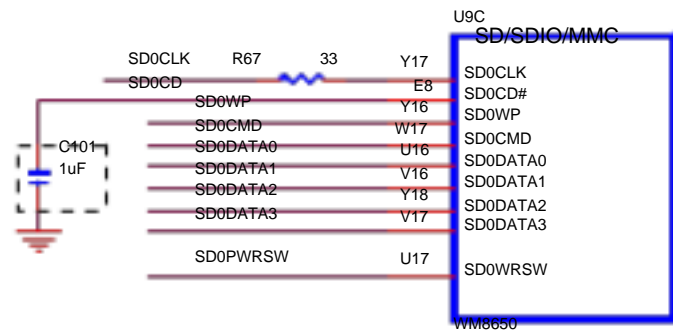 U9C
SD/SDIO/MMC
SD0CLK R67 33 Y17
SD0CLK
SD0CD E8
SD0CD#
SD0WP Y16
SD0WP
SD0CMD W17
SD0CMD
C101
SD0DATA0 U16
SD0DATA0
1uF
SD0DATA1 V16
SD0DATA1
SD0DATA2 Y18
SD0DATA2
SD0DATA3 V17
SD0DATA3
SD0PWRSW U17
SD0WRSW
WM8650